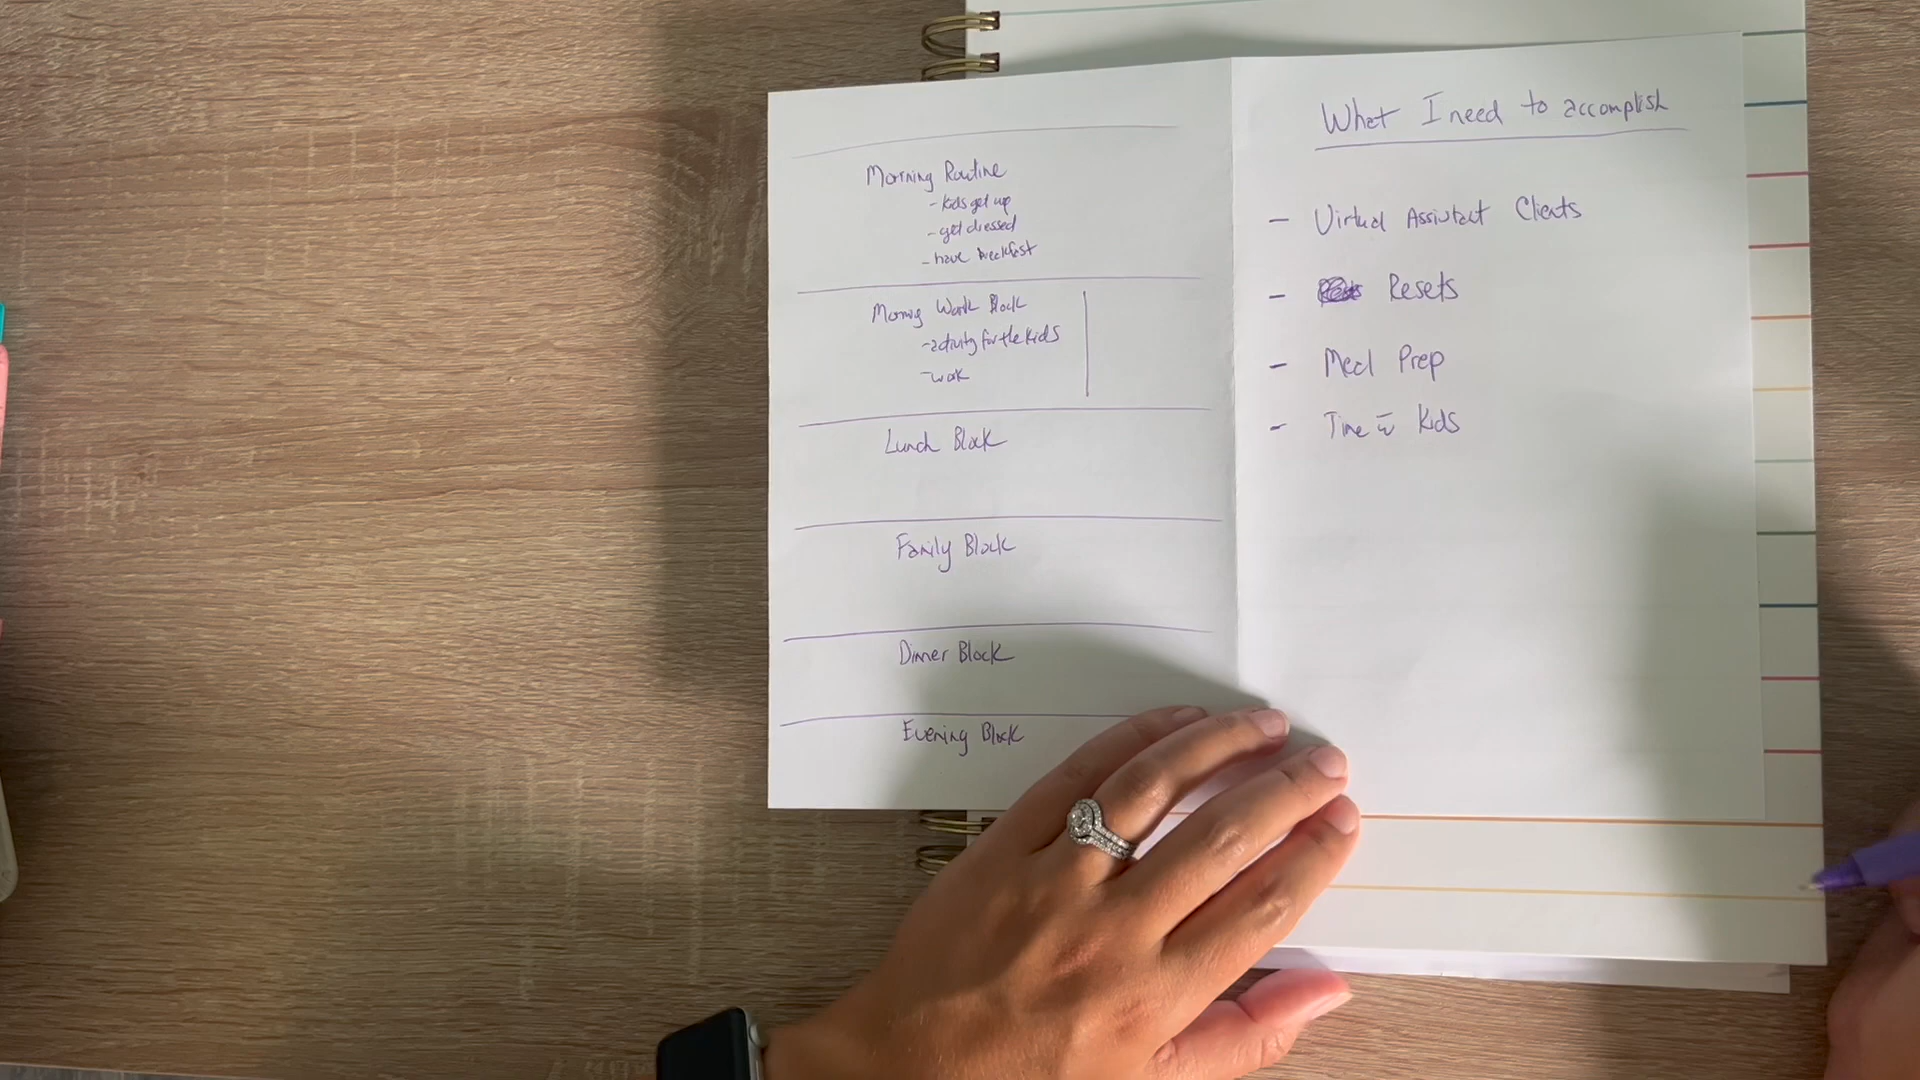 Morning Routine
- kids get up
- get dressed
- have breakfast
Morning Work Block
- activity for the kids
- work
Lunch Block
Family Block
Dinner Block
Evening Block
What I need to accomplish
- Virtual Assistant Clients
- Resets
- Meal Prep
- Time w̄ Kids